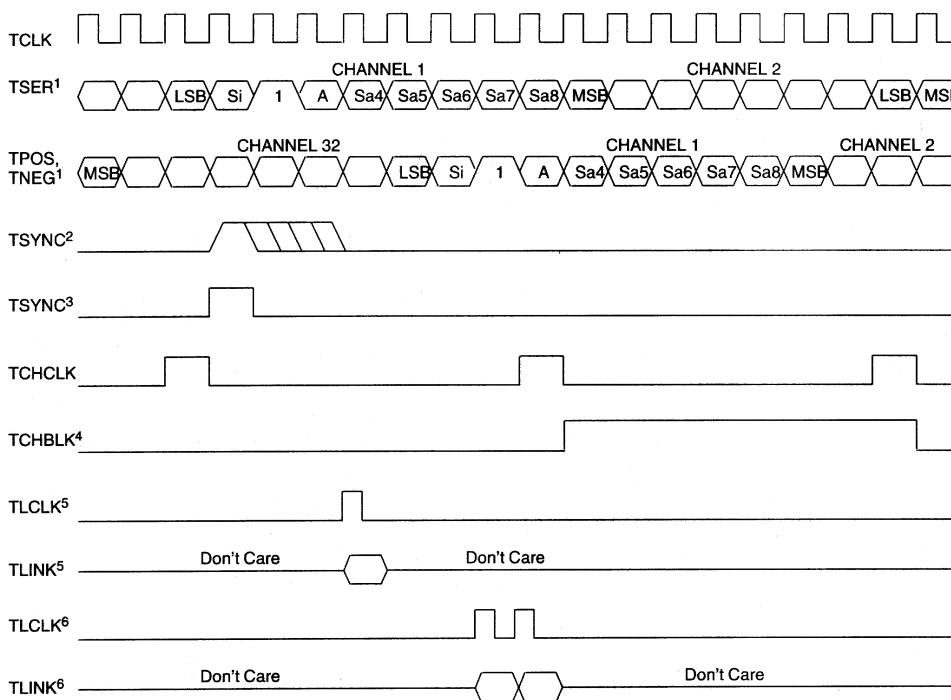 TCLK
CHANNEL 1 CHANNEL 2
TSER1 LSB Si 1 A Sa4 Sa5 Sa6 Sa7 Sa8 MSB LSB MS
CHANNEL 32 CHANNEL 1 CHANNEL 2
TPOS,
TNEG1 MSB LSB Si 1 A Sa4 Sa5 Sa6 Sa7 Sa8 MSB
TSYNC2
TSYNC3
TCHCLK
TCHBLK4
TLCLK5
TLINK5 Don't Care Don't Care
TLCLK6
TLINK6 Don't Care Don't Care